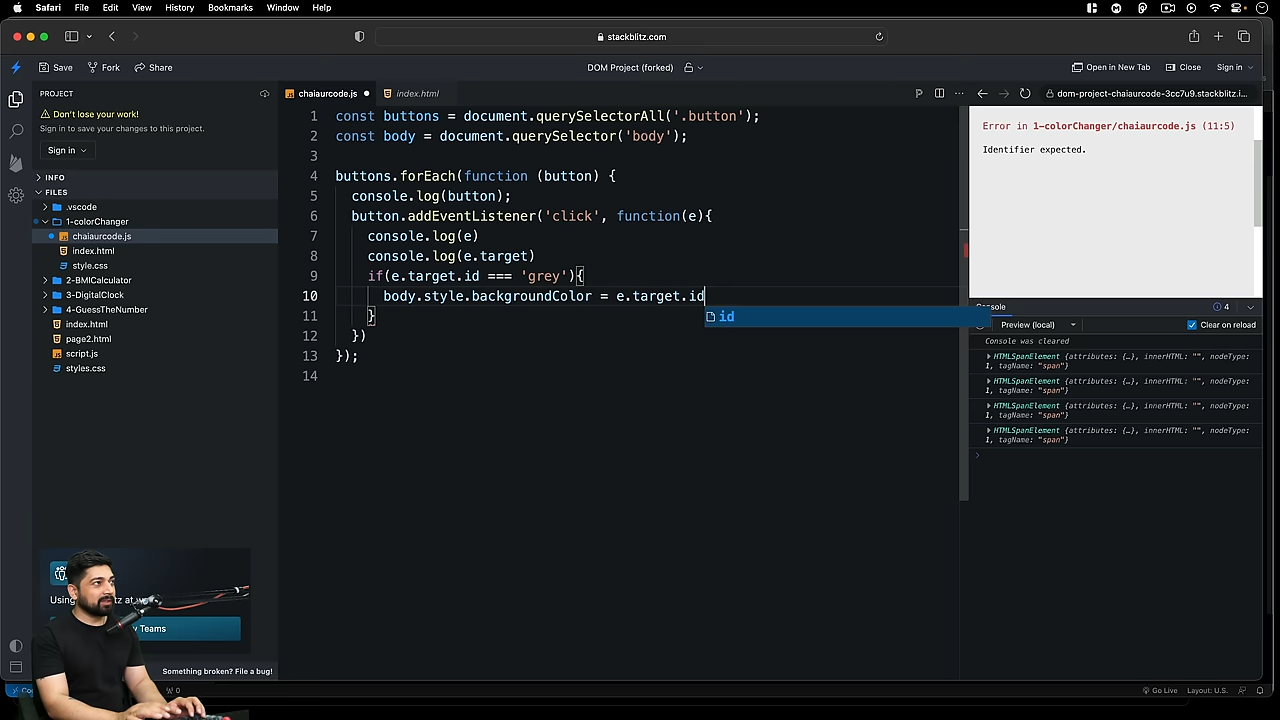 Safari File Edit View History Bookmarks Window Help
stackblitz.com
Save Fork Share
DOM Project (forked)
Open in New Tab Close Sign in
PROJECT
Don't lose your work!
Sign in to save your changes to this project.
Sign in
INFO
FILES
.vscode
1-colorChanger
chaiaurcode.js
index.html
style.css
2-BMICalculator
3-DigitalClock
4-GuessTheNumber
index.html
page2.html
script.js
styles.css
Something broken? File a bug!
chaiaurcode.js index.html
1 const buttons = document.querySelectorAll('.button');
2 const body = document.querySelector('body');
3
4 buttons.forEach(function (button) {
5 console.log(button);
6 button.addEventListener('click', function(e){
7 console.log(e)
8 console.log(e.target)
9 if(e.target.id === 'grey'){
10 body.style.backgroundColor = e.target.id
id
11 }
12 })
13 });
14
dom-project-chaiaurcode-3cc7u9.stackblitz.i...
Error in 1-colorChanger/chaiaurcode.js (11:5)
Identifier expected.
Console 4
Preview (local) Clear on reload
Console was cleared
HTMLSpanElement {attributes: {…}, innerHTML: "", nodeType:
1, tagName: "span"}
HTMLSpanElement {attributes: {…}, innerHTML: "", nodeType:
1, tagName: "span"}
HTMLSpanElement {attributes: {…}, innerHTML: "", nodeType:
1, tagName: "span"}
HTMLSpanElement {attributes: {…}, innerHTML: "", nodeType:
1, tagName: "span"}
Teams
0
Go Live Layout: U.S.